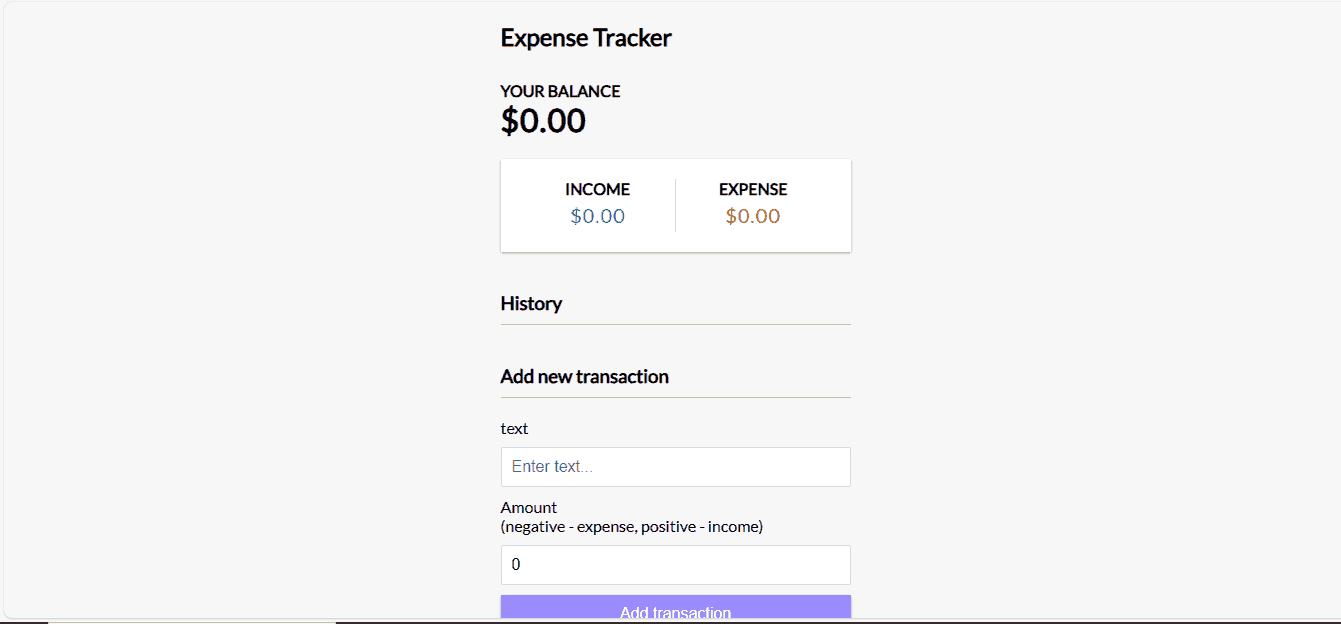 Expense Tracker
YOUR BALANCE
$0.00
INCOME
EXPENSE
$0.00
$0.00
History
Add new transaction
text
Enter text...
Amount
(negative - expense, positive - income)
0
Add transaction